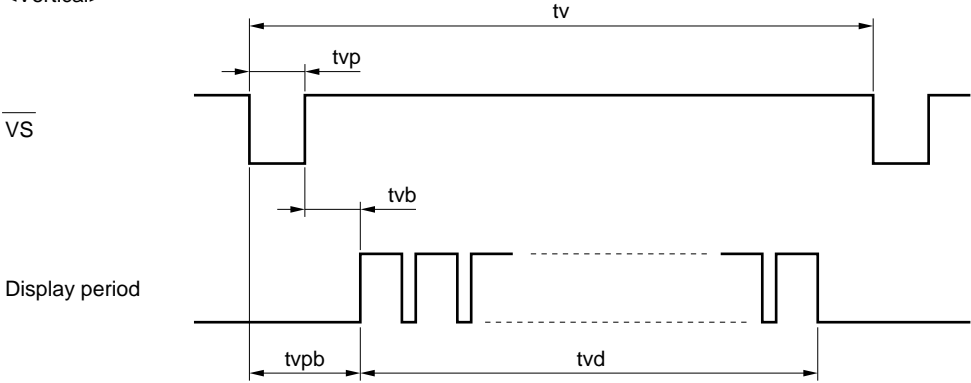 <Vertical>
tv
tvp
VS
tvb
Display period
tvpb
tvd